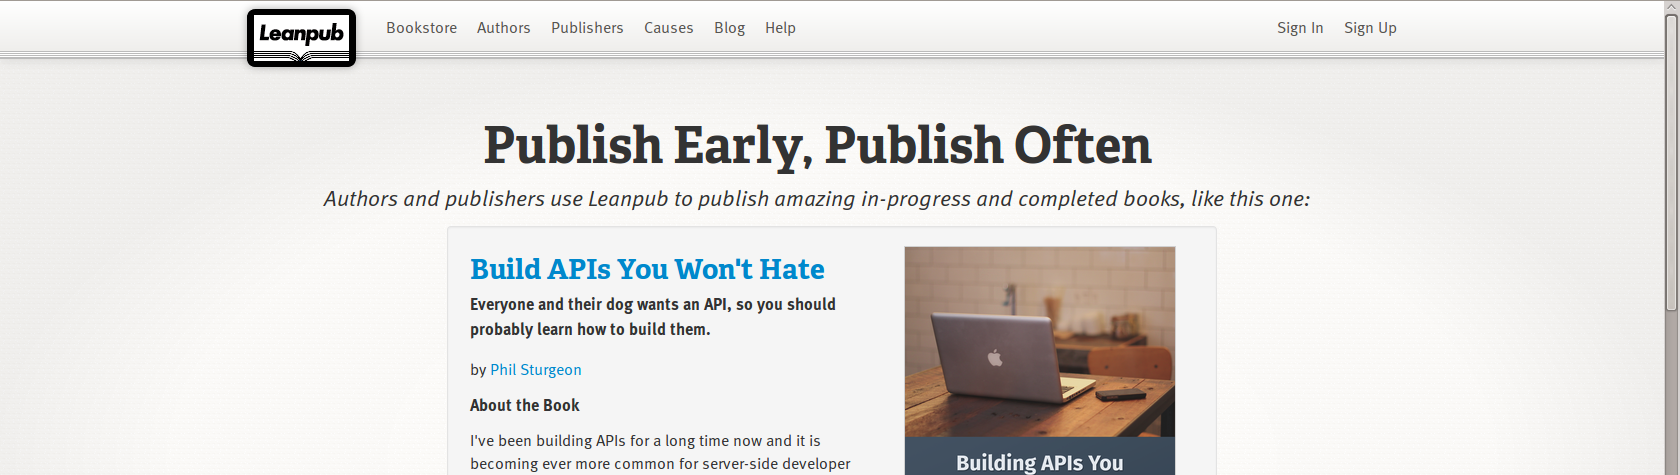 Leanpub
Bookstore Authors Publishers Causes Blog Help Sign In Sign Up
Publish Early, Publish Often
Authors and publishers use Leanpub to publish amazing in-progress and completed books, like this one:
Build APIs You Won't Hate
Everyone and their dog wants an API, so you should
probably learn how to build them.
by Phil Sturgeon
About the Book
I've been building APIs for a long time now and it is
becoming ever more common for server-side developer
Building APIs You